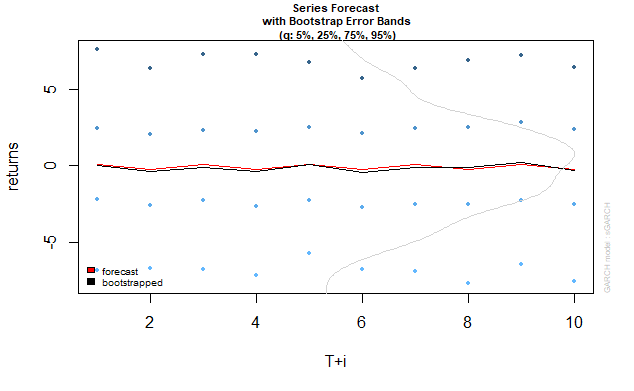 Series Forecast
with Bootstrap Error Bands
(q: 5%, 25%, 75%, 95%)
returns
5
0
-5
forecast
bootstrapped
2
4
6
8
10
T+i
GARCH model : sGARCH